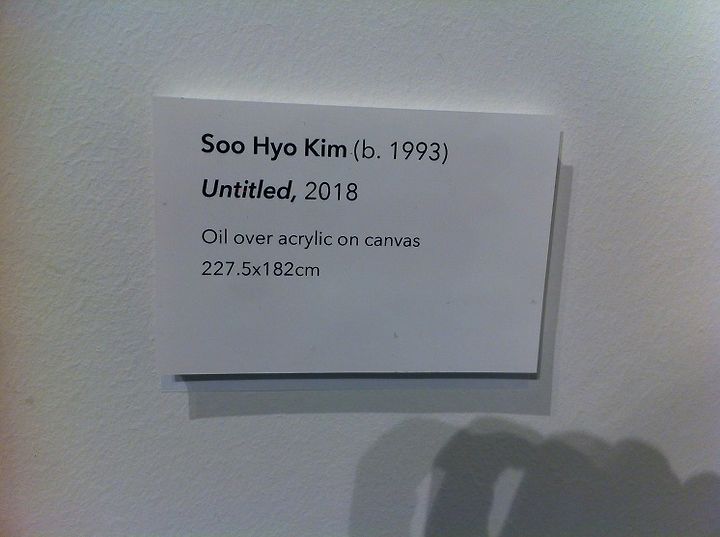 Soo Hyo Kim (b. 1993)
Untitled, 2018
Oil over acrylic on canvas
227.5x182cm